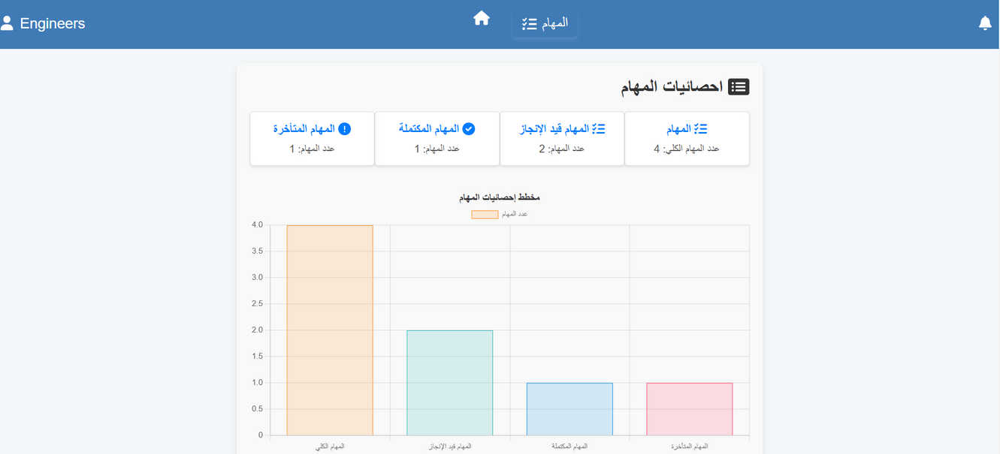 Engineers
المهام
احصائيات المهام
المهام
عدد المهام الكلي: 4
المهام قيد الإنجاز
عدد المهام: 2
المهام المكتملة
عدد المهام: 1
المهام المتأخرة
عدد المهام: 1
مخطط إحصائيات المهام
عدد المهام
4.0
3.5
3.0
2.5
2.0
1.5
1.0
0.5
0
المهام الكلي
المهام قيد الإنجاز
المهام المكتملة
المهام المتأخرة